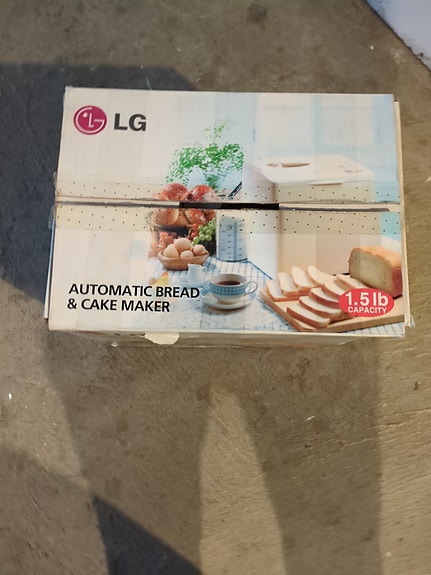 LG
AUTOMATIC BREAD
& CAKE MAKER
1.5 lb
CAPACITY